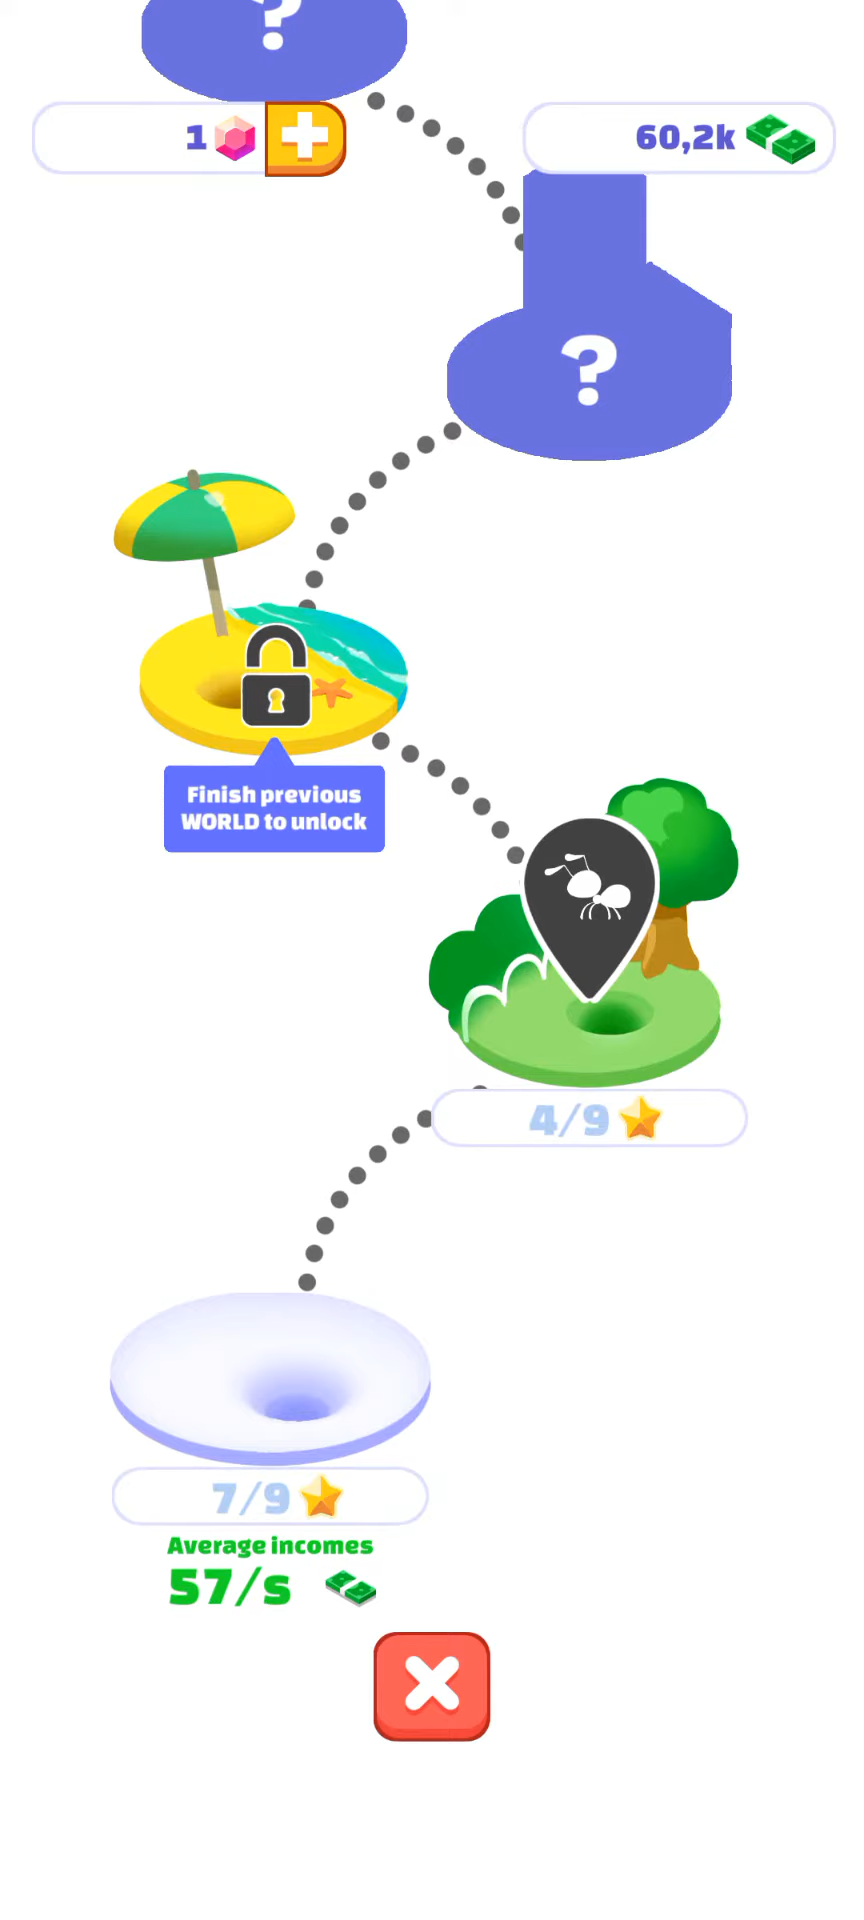 ?
1
60,2k
?
Finish previous
WORLD to unlock
4/9
7/9
Average incomes
57/s